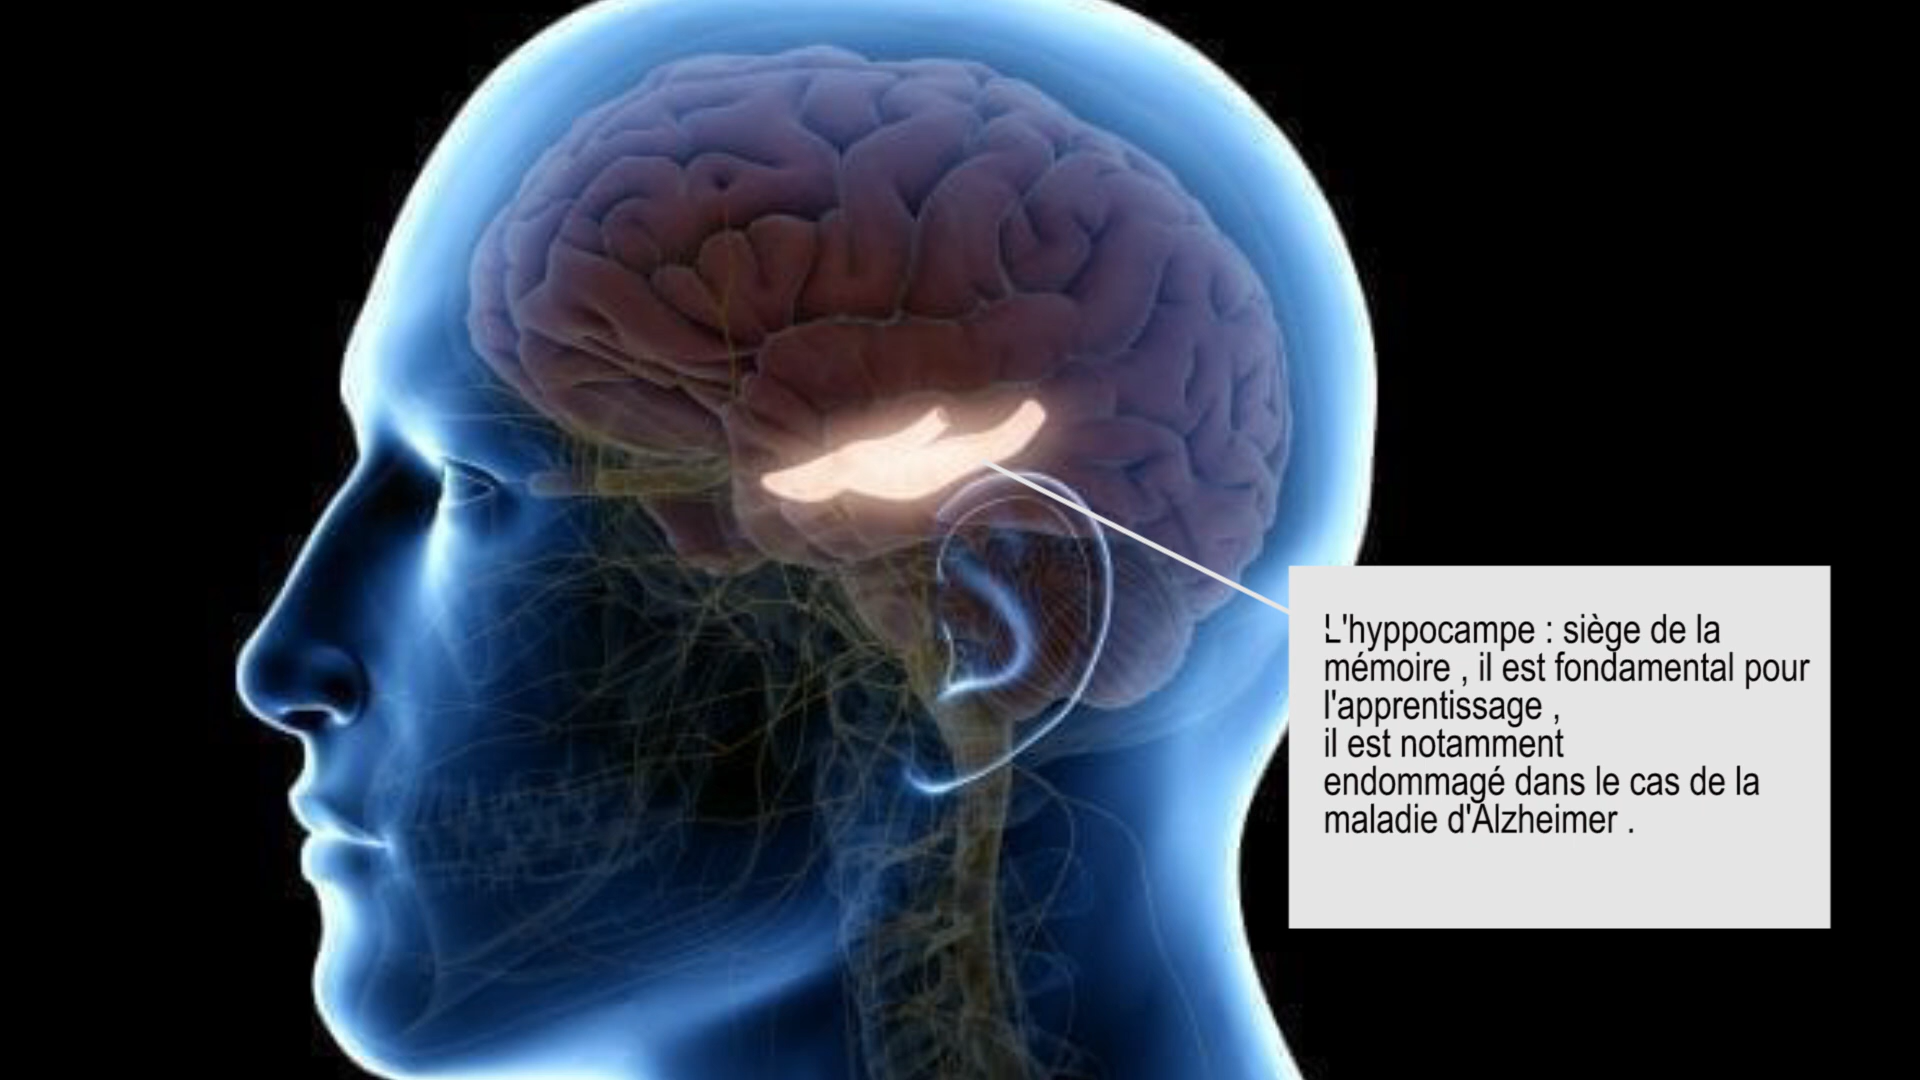 L'hyppocampe : siège de la
mémoire , il est fondamental pour
l'apprentissage ,
il est notamment
endommagé dans le cas de la
maladie d'Alzheimer .